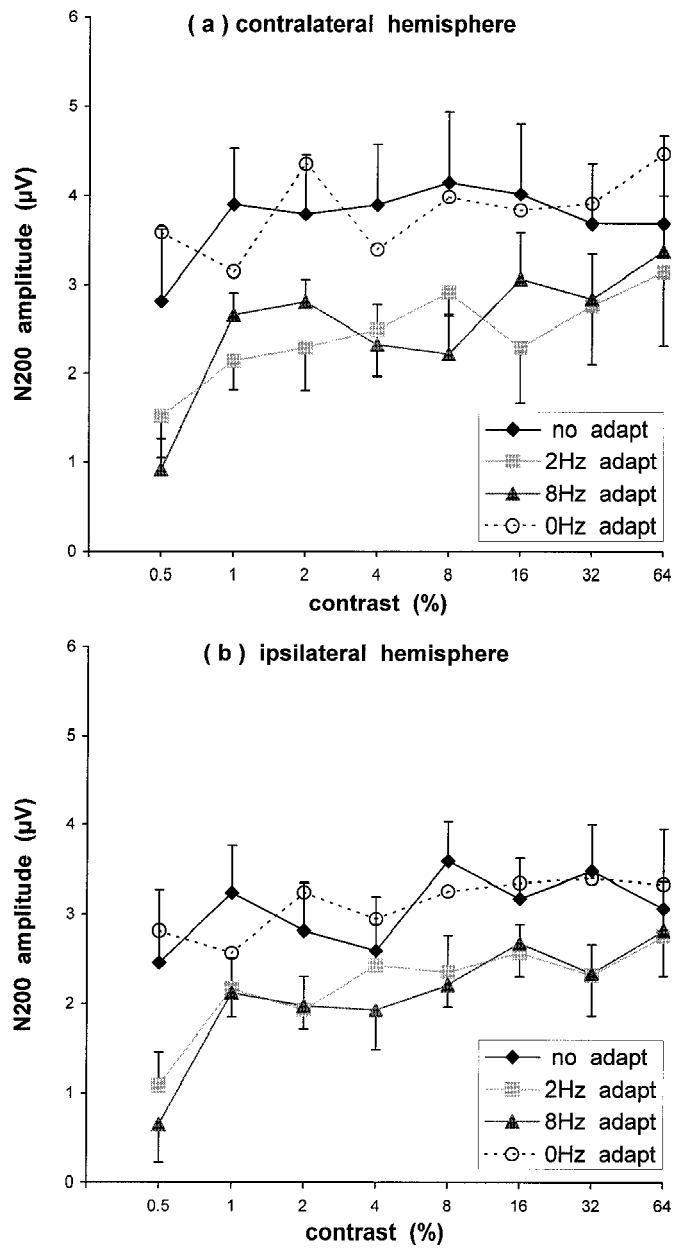 ( a ) contralateral hemisphere
6
5
4
3
2
1
0
N200 amplitude (µV)
no adapt
2Hz adapt
8Hz adapt
0Hz adapt
0.5 1 2 4 8 16 32 64
contrast (%)
( b ) ipsilateral hemisphere
6
5
4
3
2
1
0
N200 amplitude (µV)
no adapt
2Hz adapt
8Hz adapt
0Hz adapt
0.5 1 2 4 8 16 32 64
contrast (%)